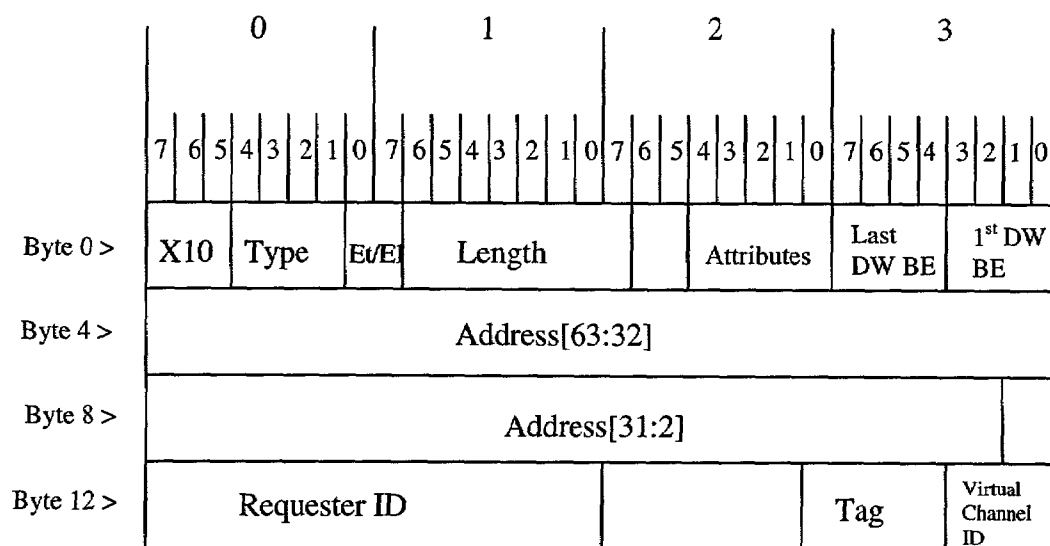 0 1 2 3
7 6 5 4 3 2 1 0 7 6 5 4 3 2 1 0 7 6 5 4 3 2 1 0 7 6 5 4 3 2 1 0
Byte 0 > X10 Type Et/El Length Attributes Last DW BE 1st DW BE
Byte 4 > Address[63:32]
Byte 8 > Address[31:2]
Byte 12 > Requester ID Tag Virtual Channel ID